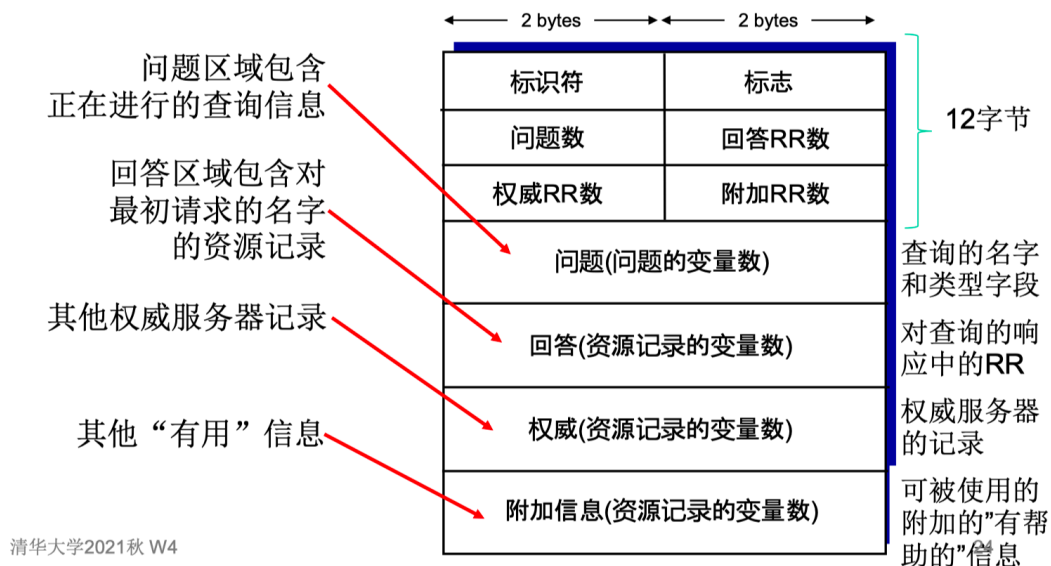 2 bytes
2 bytes
标识符
标志
问题数
回答RR数
权威RR数
附加RR数
12字节
问题区域包含
正在进行的查询信息
问题(问题的变量数)
查询的名字
和类型字段
回答区域包含对
最初请求的名字
的资源记录
回答(资源记录的变量数)
对查询的响
应中的RR
其他权威服务器记录
权威(资源记录的变量数)
权威服务器
的记录
其他“有用”信息
附加信息(资源记录的变量数)
可被使用的
附加的”有帮
助的”信息
清华大学2021秋 W4
24